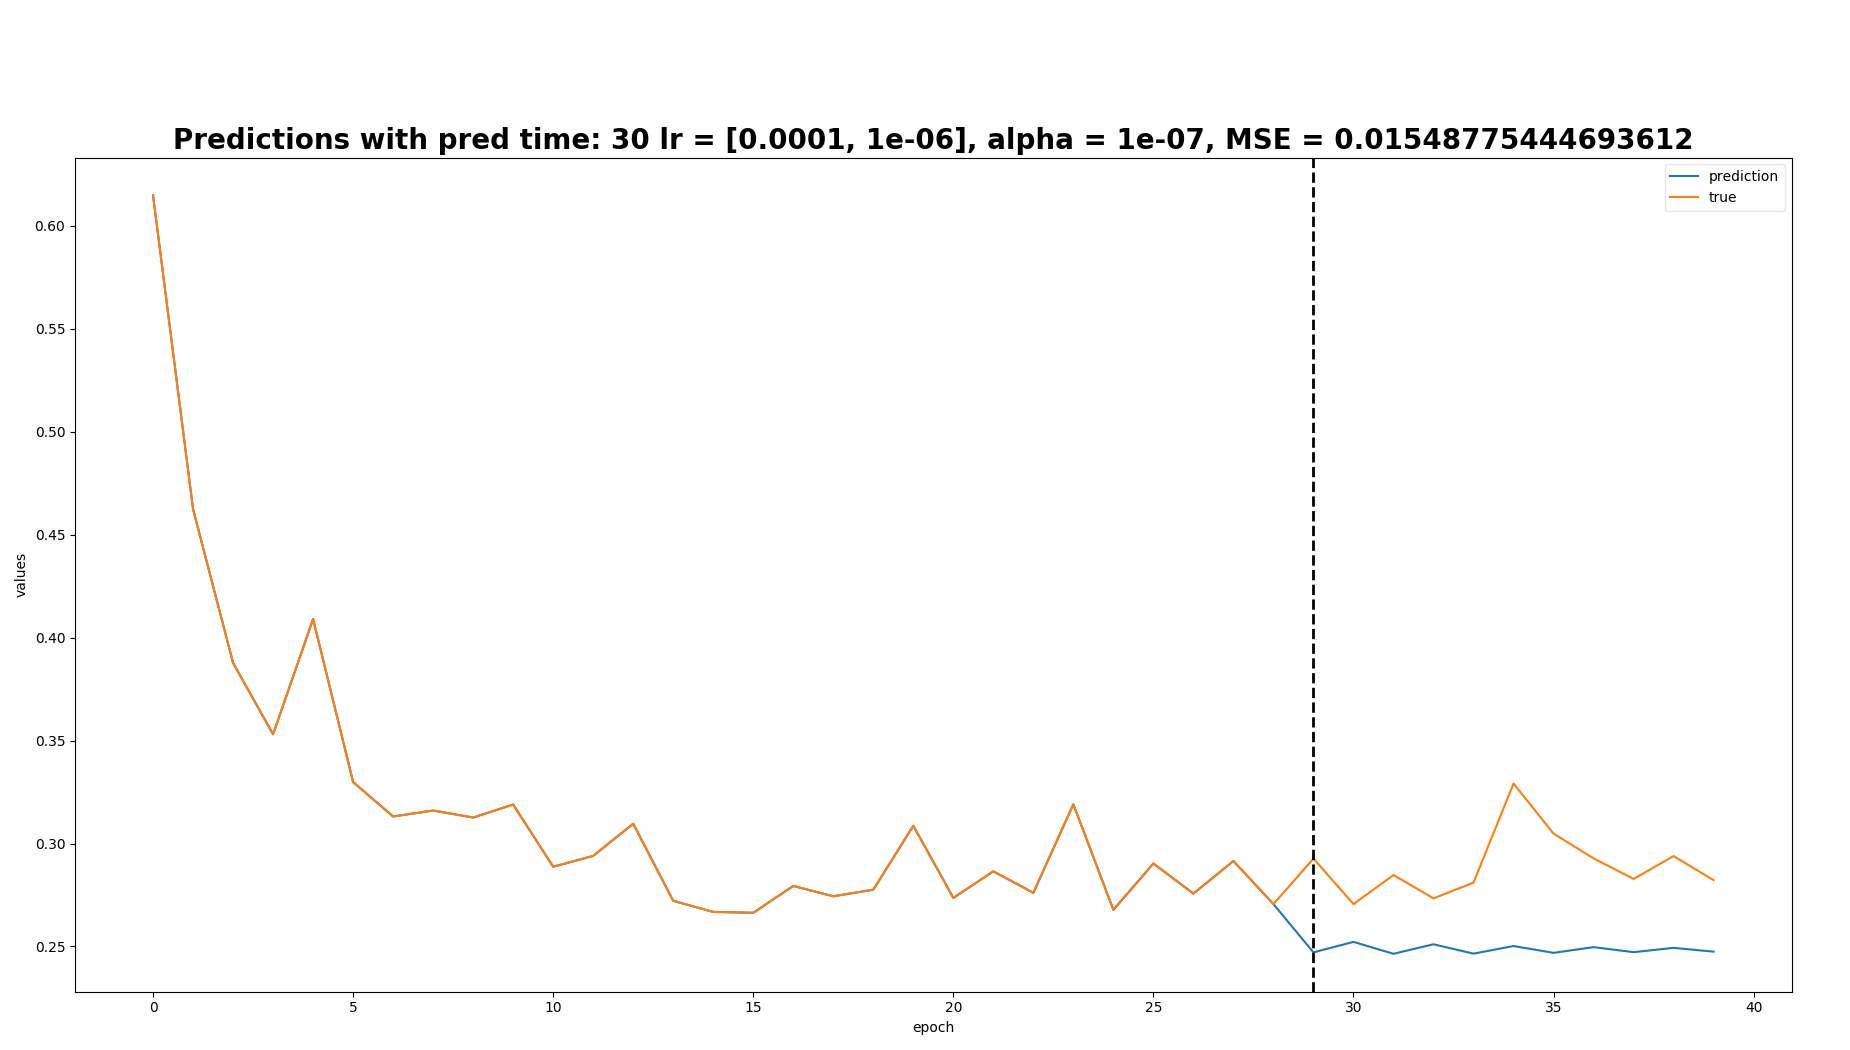 Predictions with pred time: 30 lr = [0.0001, 1e-06], alpha = 1e-07, MSE = 0.01548775444693612
prediction
true
0.60
0.55
0.50
0.45
0.40
0.35
0.30
0.25
values
0 5 10 15 20 25 30 35 40
epoch